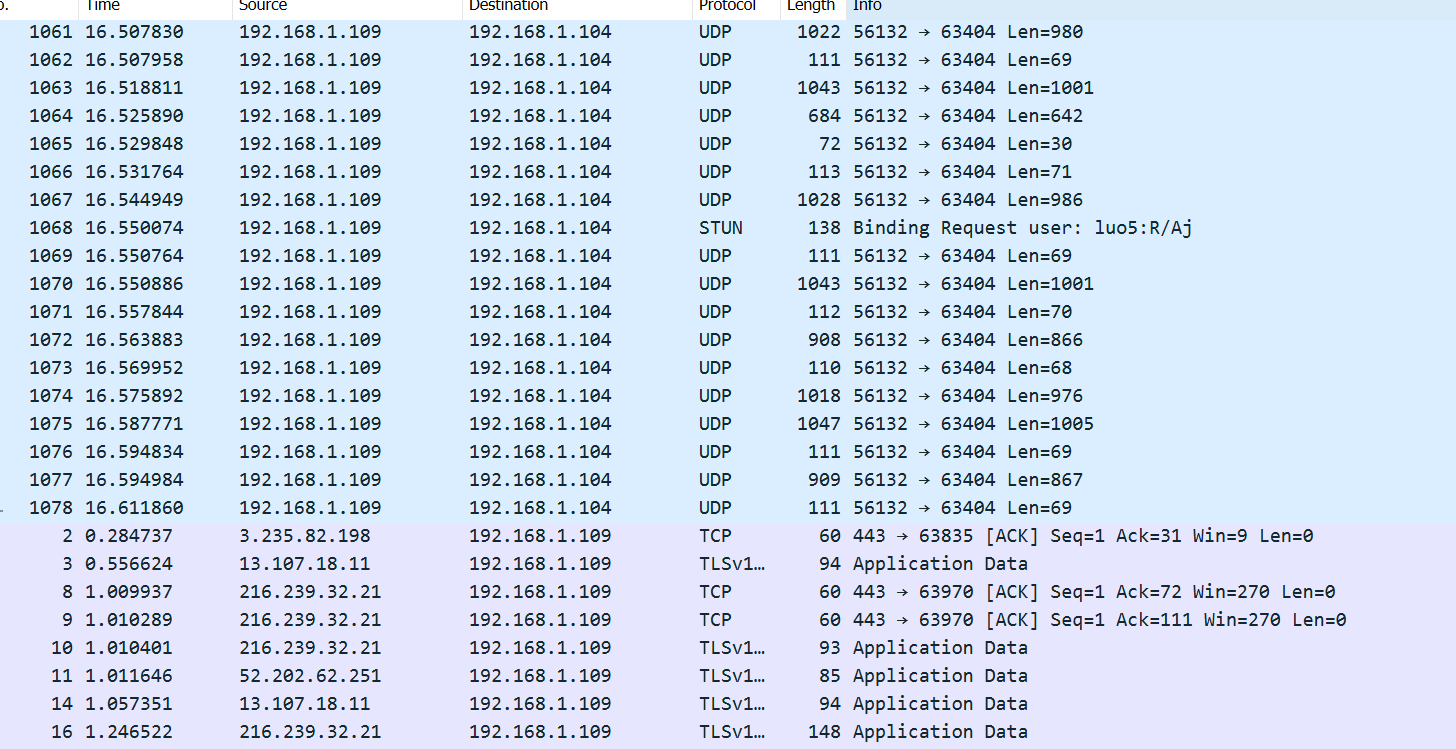 o. Time Source Destination Protocol Length Info
1061 16.507830 192.168.1.109 192.168.1.104 UDP 1022 56132 → 63404 Len=980
1062 16.507958 192.168.1.109 192.168.1.104 UDP 111 56132 → 63404 Len=69
1063 16.518811 192.168.1.109 192.168.1.104 UDP 1043 56132 → 63404 Len=1001
1064 16.525890 192.168.1.109 192.168.1.104 UDP 684 56132 → 63404 Len=642
1065 16.529848 192.168.1.109 192.168.1.104 UDP 72 56132 → 63404 Len=30
1066 16.531764 192.168.1.109 192.168.1.104 UDP 113 56132 → 63404 Len=71
1067 16.544949 192.168.1.109 192.168.1.104 UDP 1028 56132 → 63404 Len=986
1068 16.550074 192.168.1.109 192.168.1.104 STUN 138 Binding Request user: luo5:R/Aj
1069 16.550764 192.168.1.109 192.168.1.104 UDP 111 56132 → 63404 Len=69
1070 16.550886 192.168.1.109 192.168.1.104 UDP 1043 56132 → 63404 Len=1001
1071 16.557844 192.168.1.109 192.168.1.104 UDP 112 56132 → 63404 Len=70
1072 16.563883 192.168.1.109 192.168.1.104 UDP 908 56132 → 63404 Len=866
1073 16.569952 192.168.1.109 192.168.1.104 UDP 110 56132 → 63404 Len=68
1074 16.575892 192.168.1.109 192.168.1.104 UDP 1018 56132 → 63404 Len=976
1075 16.587771 192.168.1.109 192.168.1.104 UDP 1047 56132 → 63404 Len=1005
1076 16.594834 192.168.1.109 192.168.1.104 UDP 111 56132 → 63404 Len=69
1077 16.594984 192.168.1.109 192.168.1.104 UDP 909 56132 → 63404 Len=867
1078 16.611860 192.168.1.109 192.168.1.104 UDP 111 56132 → 63404 Len=69
2 0.284737 3.235.82.198 192.168.1.109 TCP 60 443 → 63835 [ACK] Seq=1 Ack=31 Win=9 Len=0
3 0.556624 13.107.18.11 192.168.1.109 TLSv1… 94 Application Data
8 1.009937 216.239.32.21 192.168.1.109 TCP 60 443 → 63970 [ACK] Seq=1 Ack=72 Win=270 Len=0
9 1.010289 216.239.32.21 192.168.1.109 TCP 60 443 → 63970 [ACK] Seq=1 Ack=111 Win=270 Len=0
10 1.010401 216.239.32.21 192.168.1.109 TLSv1… 93 Application Data
11 1.011646 52.202.62.251 192.168.1.109 TLSv1… 85 Application Data
14 1.057351 13.107.18.11 192.168.1.109 TLSv1… 94 Application Data
16 1.246522 216.239.32.21 192.168.1.109 TLSv1… 148 Application Data